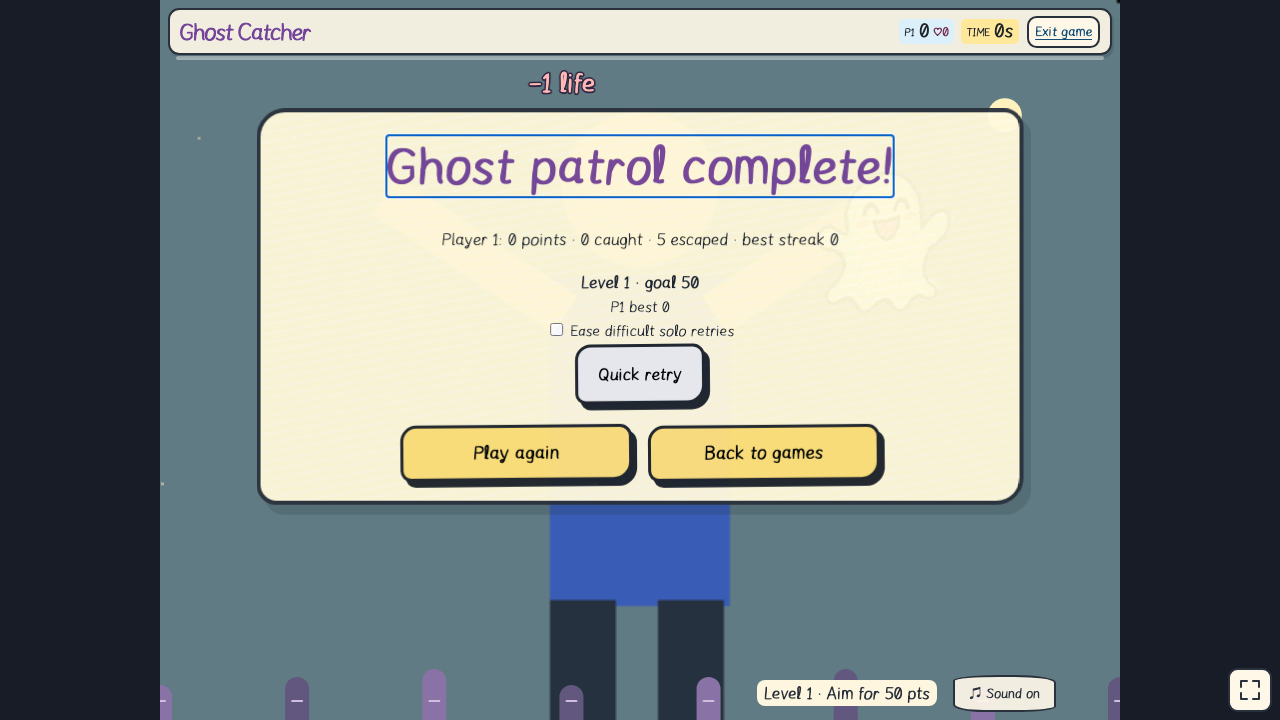 Ghost Catcher
P1 0 ♡0
TIME 0s
Exit game
-1 life
Ghost patrol complete!
Player 1: 0 points · 0 caught · 5 escaped · best streak 0
Level 1 · goal 50
P1 best 0
Ease difficult solo retries
Quick retry
Play again
Back to games
Level 1 · Aim for 50 pts
♫ Sound on